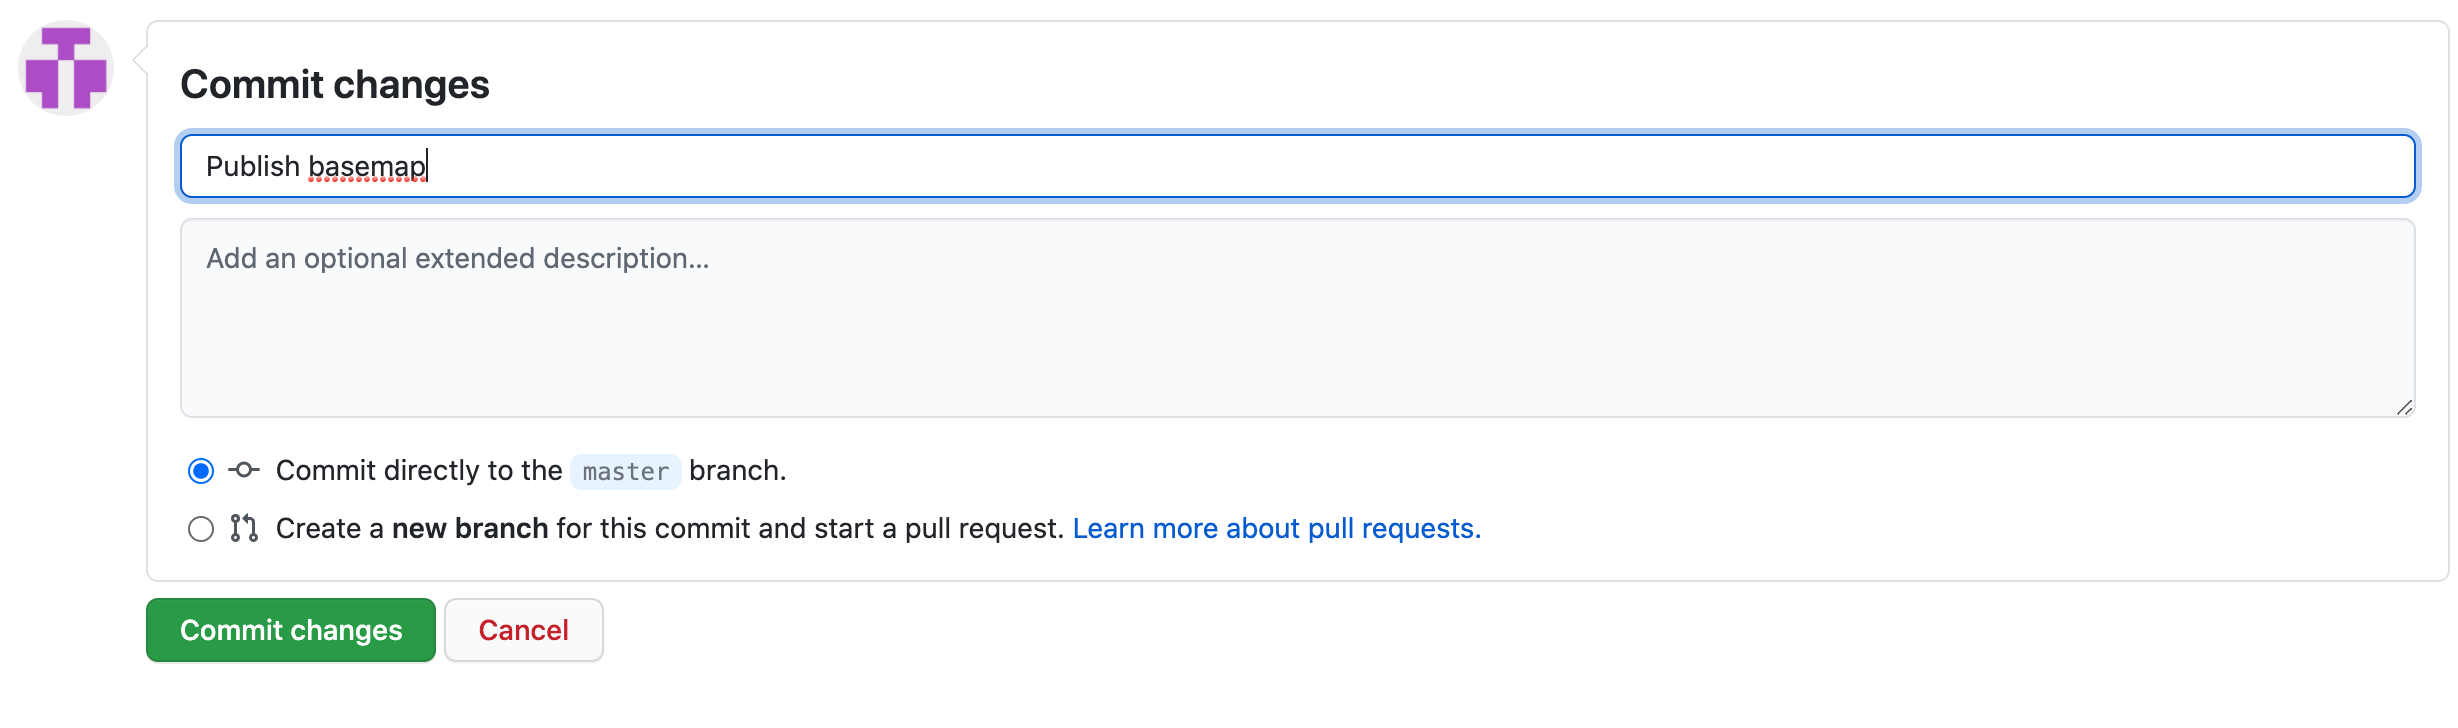 Commit changes
Publish basemap
Add an optional extended description...
Commit directly to the master branch.
Create a new branch for this commit and start a pull request. Learn more about pull requests.
Commit changes
Cancel